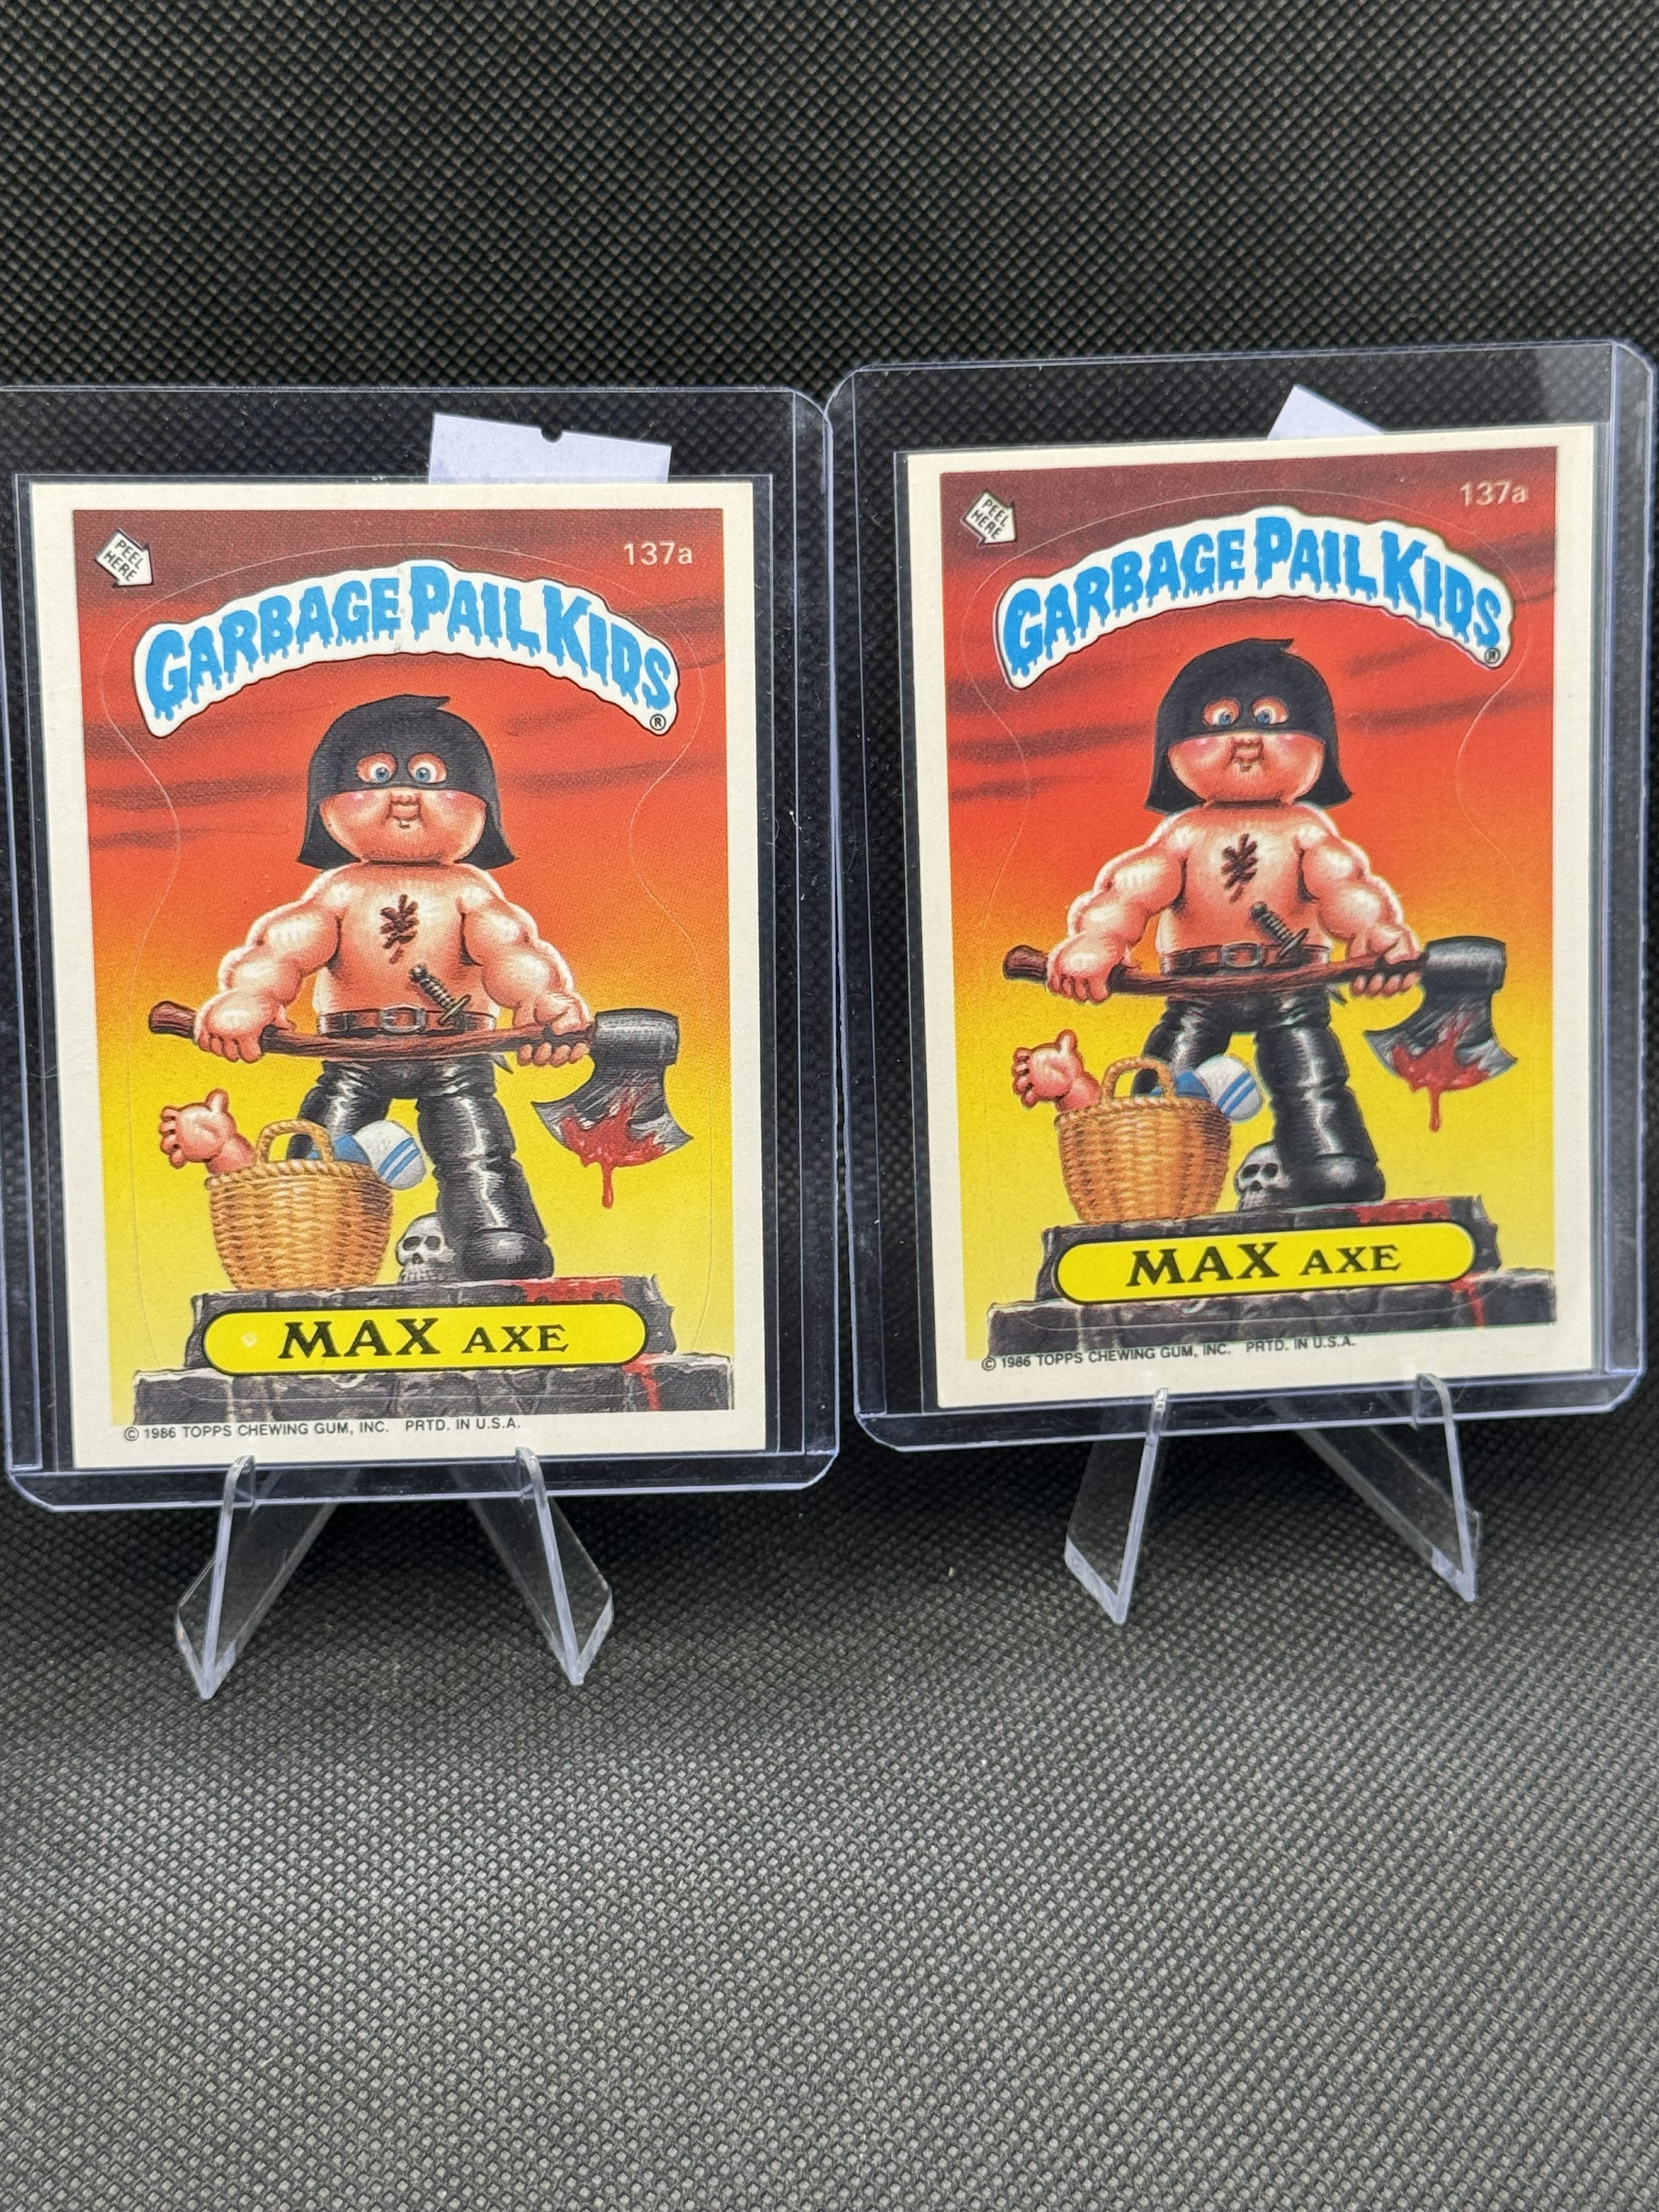 PEEL
HERE
137a
GARBAGE PAIL KIDS
®
MAX AXE
© 1986 TOPPS CHEWING GUM, INC. PRTD. IN U.S.A.
PEEL
HERE
137a
GARBAGE PAIL KIDS
®
MAX AXE
© 1986 TOPPS CHEWING GUM, INC. PRTD. IN U.S.A.